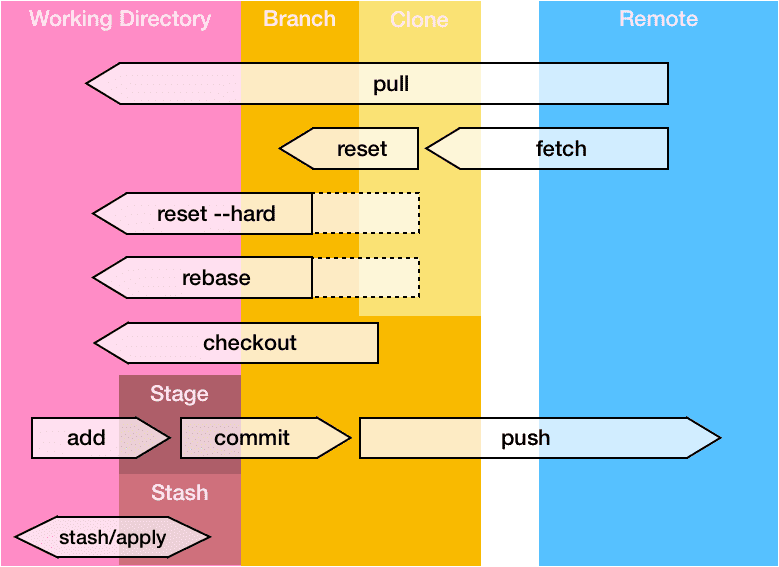 Working Directory
Branch
Clone
Remote
pull
reset
fetch
reset --hard
rebase
checkout
Stage
add
commit
push
Stash
stash/apply